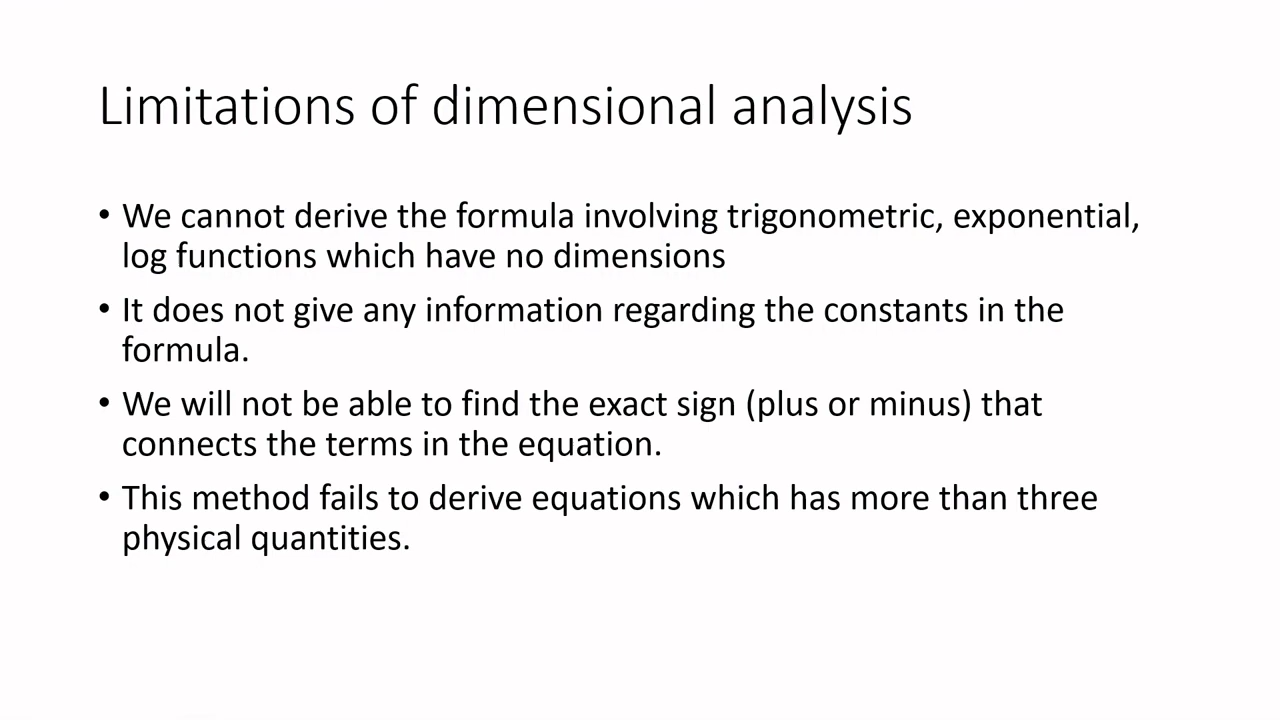 Limitations of dimensional analysis
• We cannot derive the formula involving trigonometric, exponential,
log functions which have no dimensions
• It does not give any information regarding the constants in the
formula.
• We will not be able to find the exact sign (plus or minus) that
connects the terms in the equation.
• This method fails to derive equations which has more than three
physical quantities.